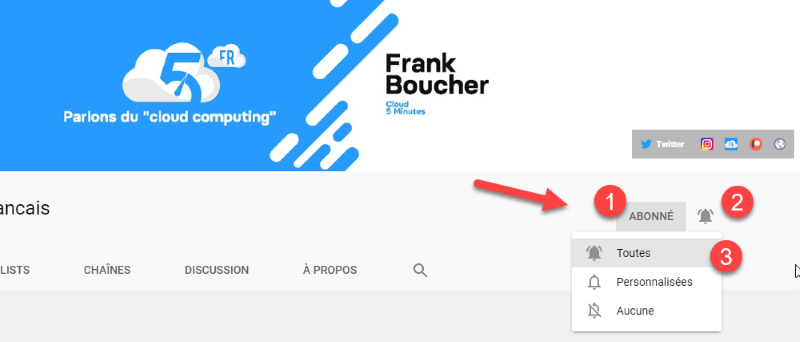 5
FR
Parlons du "cloud computing"
Frank
Boucher
Cloud
5 Minutes
Twitter
ancais
1
ABONNÉ
2
Toutes
3
Personnalisées
Aucune
LISTS
CHAÎNES
DISCUSSION
À PROPOS